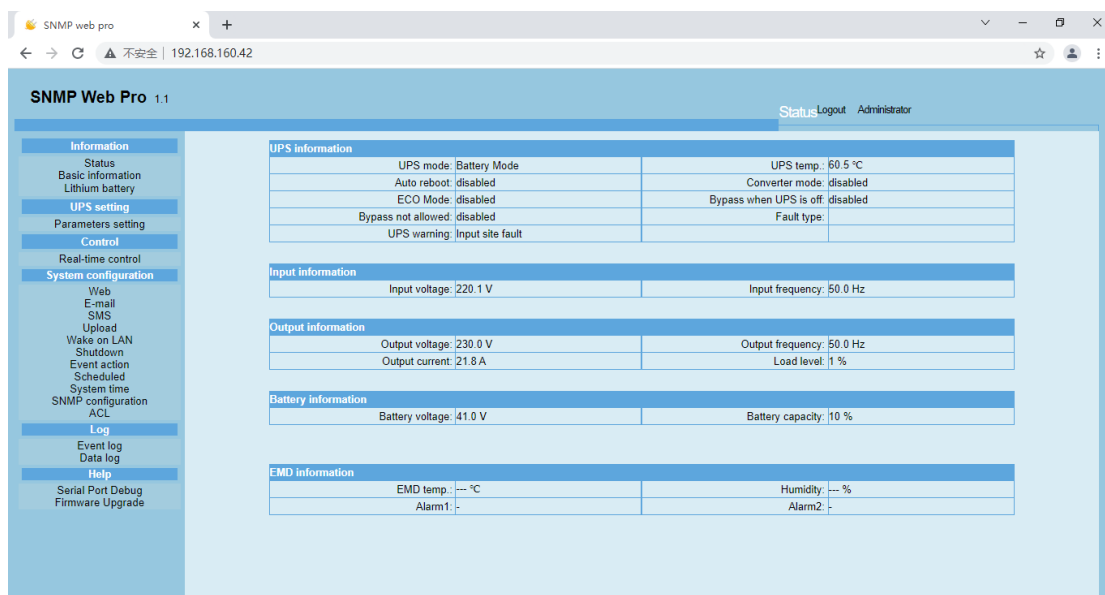 SNMP web pro
不安全 | 192.168.160.42
SNMP Web Pro 1.1
Status Logout Administrator
Information
Status
Basic information
Lithium battery
UPS setting
Parameters setting
Control
Real-time control
System configuration
Web
E-mail
SMS
Upload
Wake on LAN
Shutdown
Event action
Scheduled
System time
SNMP configuration
ACL
Log
Event log
Data log
Help
Serial Port Debug
Firmware Upgrade
UPS information
UPS mode: Battery Mode UPS temp.: 60.5 ℃
Auto reboot: disabled Converter mode: disabled
ECO Mode: disabled Bypass when UPS is off: disabled
Bypass not allowed: disabled Fault type:
UPS warning: Input site fault
Input information
Input voltage: 220.1 V Input frequency: 50.0 Hz
Output information
Output voltage: 230.0 V Output frequency: 50.0 Hz
Output current: 21.8 A Load level: 1 %
Battery information
Battery voltage: 41.0 V Battery capacity: 10 %
EMD information
EMD temp.: --- ℃ Humidity: --- %
Alarm1: - Alarm2: -